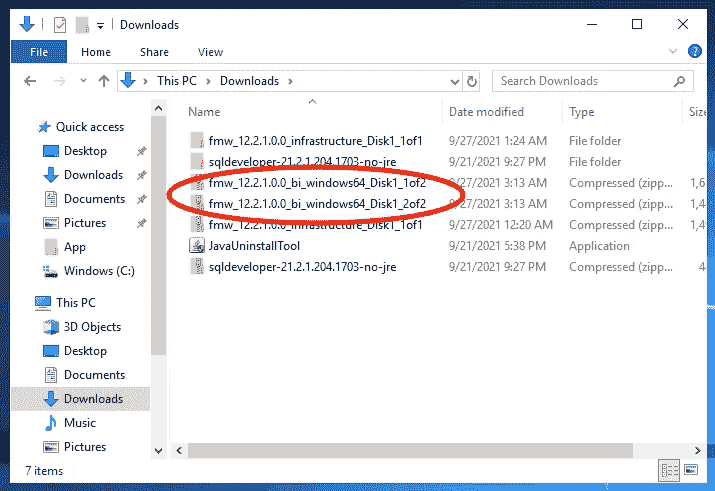 Downloads
File Home Share View
This PC Downloads Search Downloads
Name Date modified Type Size
Quick access
Desktop
Downloads
Documents
Pictures
App
Windows (C:)
This PC
3D Objects
Desktop
Documents
Downloads
Music
Pictures
fmw_12.2.1.0.0_infrastructure_Disk1_1of1 9/27/2021 1:24 AM File folder
sqldeveloper-21.2.1.204.1703-no-jre 9/21/2021 9:27 PM File folder
fmw_12.2.1.0.0_bi_windows64_Disk1_1of2 9/27/2021 3:13 AM Compressed (zipp... 1,6
fmw_12.2.1.0.0_bi_windows64_Disk1_2of2 9/27/2021 3:13 AM Compressed (zipp... 1,4
fmw_12.2.1.0.0_infrastructure_Disk1_1of1 9/27/2021 12:20 AM Compressed (zipp... 1,4
JavaUninstallTool 9/21/2021 5:38 PM Application
sqldeveloper-21.2.1.204.1703-no-jre 9/21/2021 9:27 PM Compressed (zipp... 4
7 items